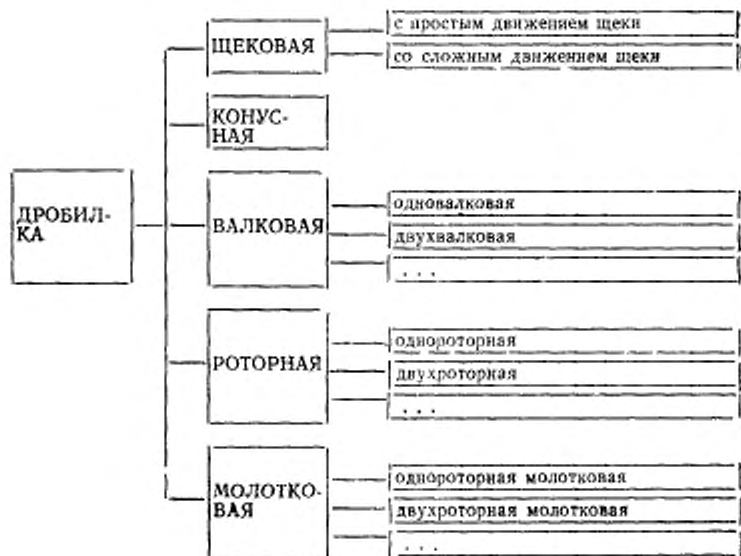 с простым движением щеки
ЩЕКОВАЯ
со сложным движением щеки
КОНУС-
НАЯ
ДРОБИЛ-
КА
ВАЛКОВАЯ
одновалковая
двухвалковая
. . .
РОТОРНАЯ
однороторная
двухроторная
. . .
МОЛОТКО-
ВАЯ
однороторная молотковая
двухроторная молотковая
. . .